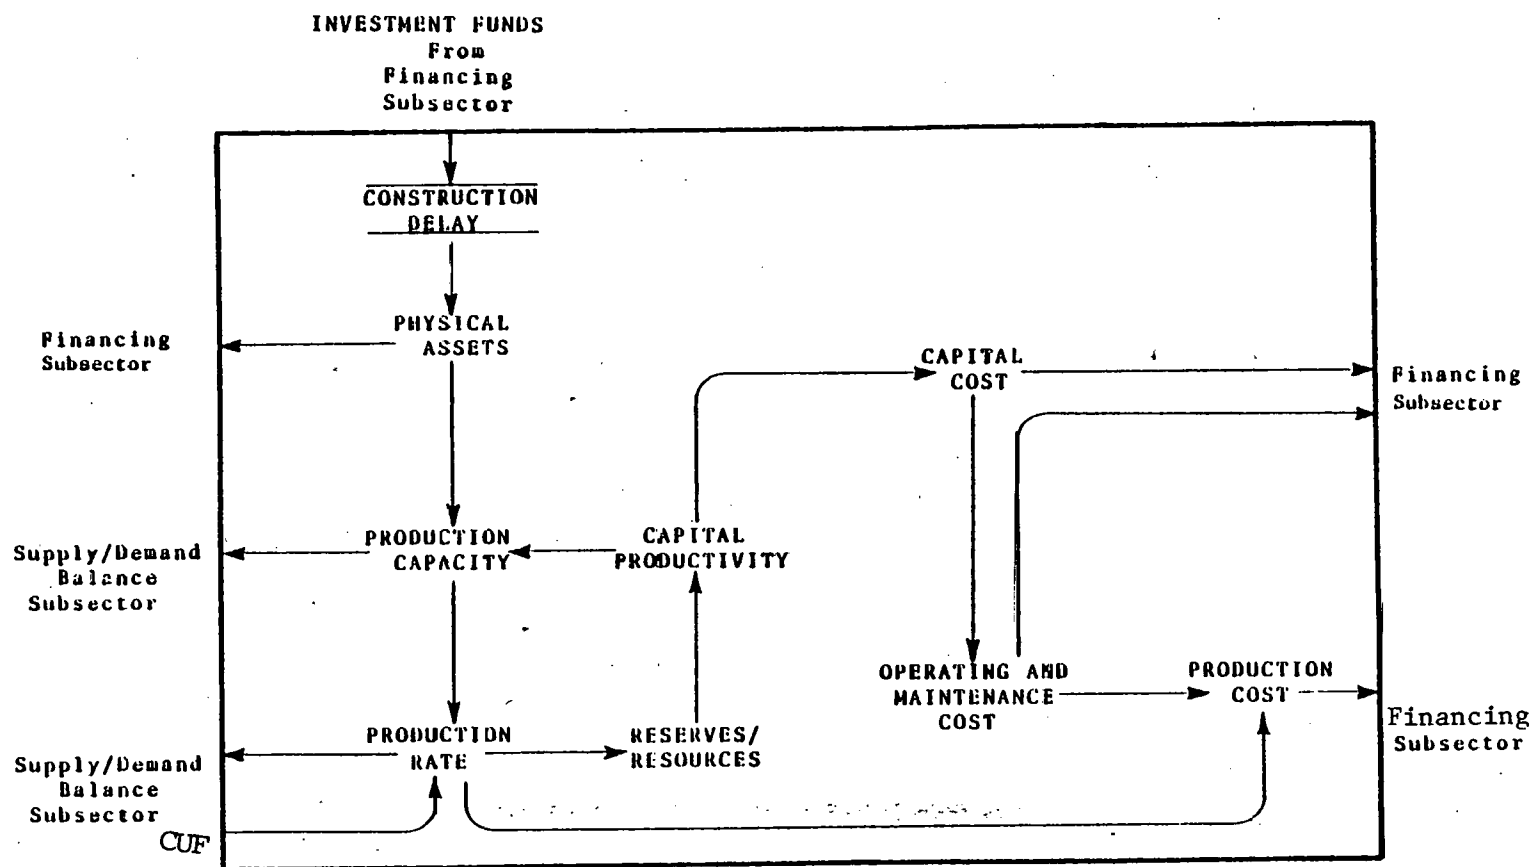 INVESTMENT FUNDS
From
Financing
Subsector
CONSTRUCTION
DELAY
PHYSICAL
ASSETS
Financing
Subsector
CAPITAL
COST
Financing
Subsector
PRODUCTION
CAPACITY
CAPITAL
PRODUCTIVITY
Supply/Demand
Balance
Subsector
OPERATING AND
MAINTENANCE
COST
PRODUCTION
COST
Financing
Subsector
PRODUCTION
RATE
RESERVES/
RESOURCES
Supply/Demand
Balance
Subsector
CUF